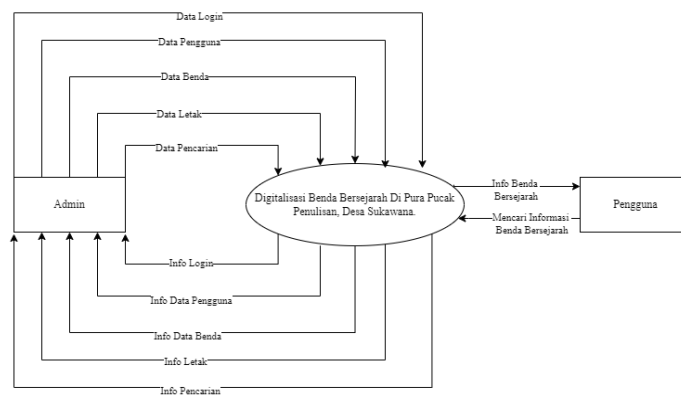 Data Login
Data Pengguna
Data Benda
Data Letak
Data Pencarian
Admin
Digitalisasi Benda Bersejarah Di Pura Pucak
Penulisan, Desa Sukawana.
Info Benda
Bersejarah
Mencari Informasi
Benda Bersejarah
Pengguna
Info Login
Info Data Pengguna
Info Data Benda
Info Letak
Info Pencarian